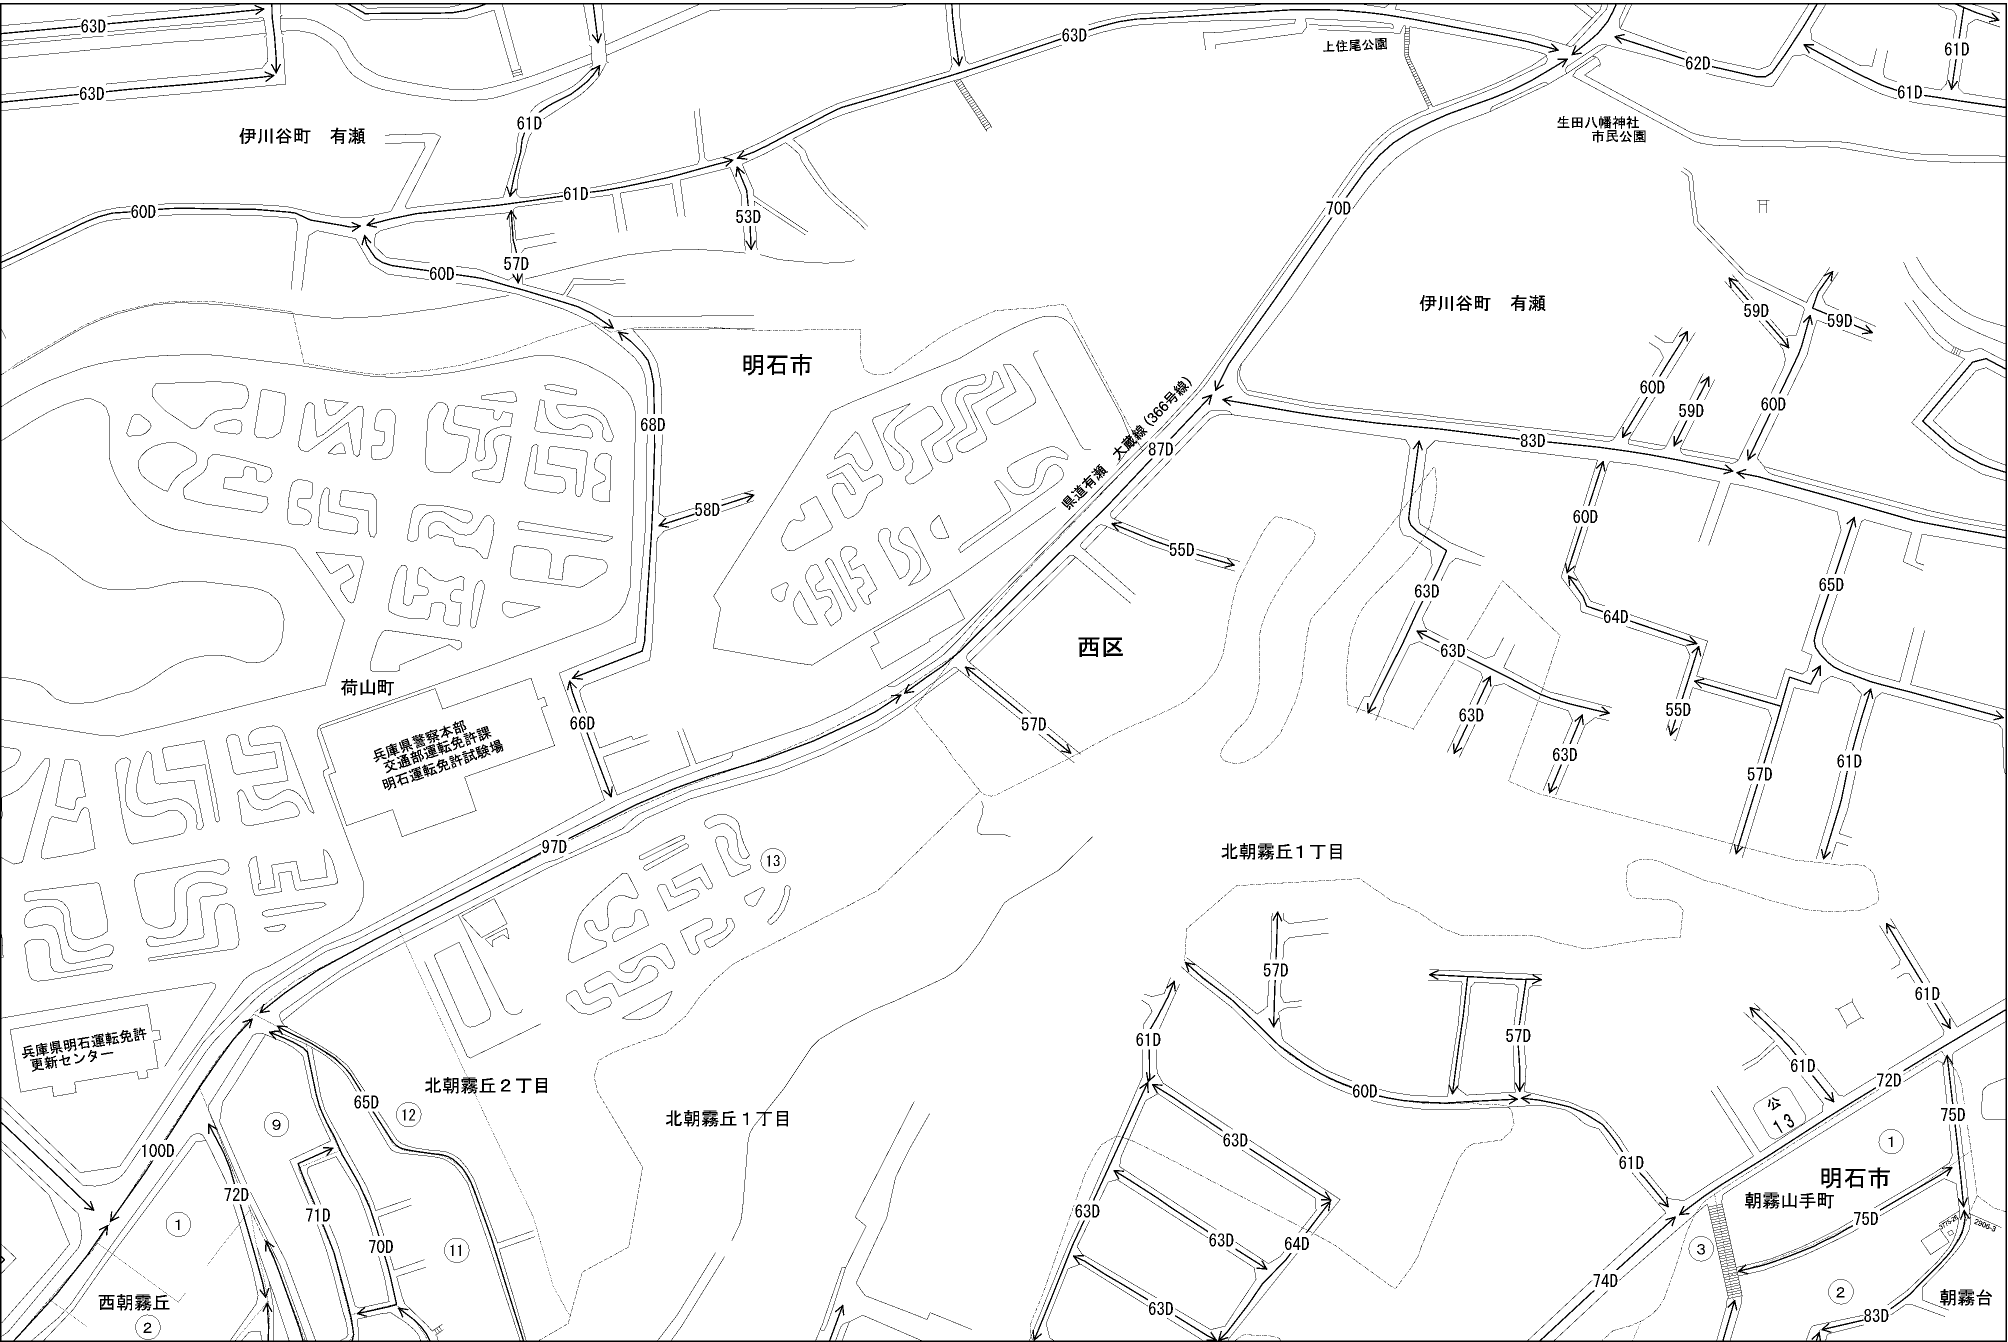 63D
63D
62D
61D
63D
上住尾公園
61D
61D
生田八幡神社
市民公園
伊川谷町 有瀬
60D
61D
53D
70D
57D
60D
伊川谷町 有瀬
59D
59D
明石市
60D
59D
60D
68D
83D
県道有瀬 大蔵線(366号線)
87D
58D
60D
55D
65D
63D
64D
63D
西区
荷山町
66D
57D
63D
55D
63D
57D
61D
兵庫県警察本部
交通部運転免許課
明石運転免許試験場
97D
13
北朝霧丘1丁目
57D
61D
61D
57D
兵庫県明石運転免許
更新センター
61D
61D
72D
60D
65D
12
北朝霧丘2丁目
北朝霧丘1丁目
公
13
75D
9
100D
63D
61D
1
明石市
朝霧山手町
72D
71D
1
70D
11
63D
63D
64D
75D
3775-26
2906-3
3
74D
2
西朝霧丘
2
63D
83D
朝霧台